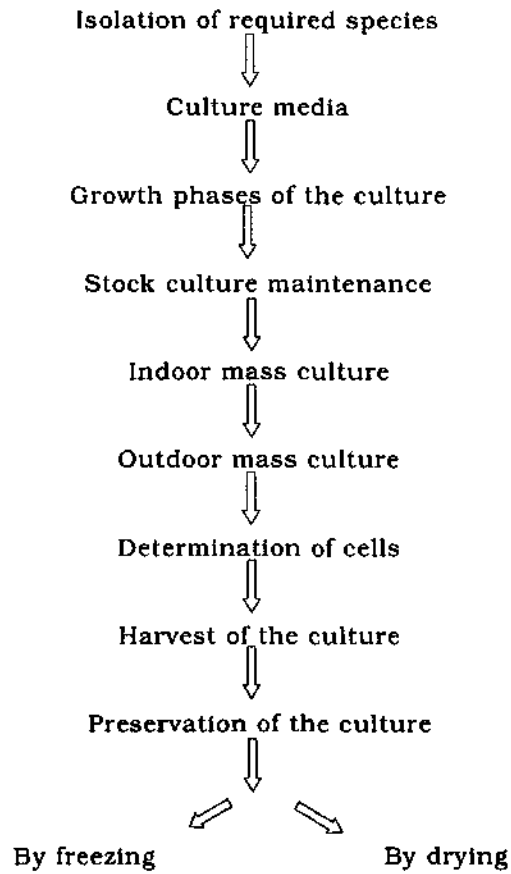 Isolation of required species
Culture media
Growth phases of the culture
Stock culture maintenance
Indoor mass culture
Outdoor mass culture
Determination of cells
Harvest of the culture
Preservation of the culture
By freezing
By drying